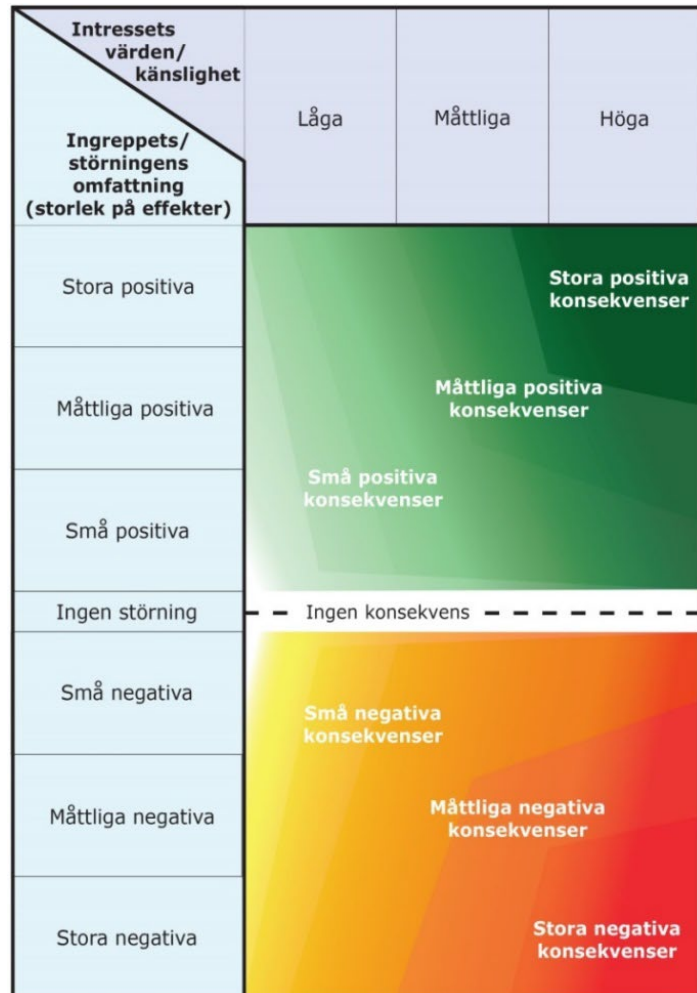 Intressets
värden/
känslighet
Ingreppets/
störningens
omfattning
(storlek på effekter)
Låga
Måttliga
Höga
Stora positiva
Stora positiva
konsekvenser
Måttliga positiva
Måttliga positiva
konsekvenser
Små positiva
konsekvenser
Små positiva
Ingen störning
Ingen konsekvens
Små negativa
Små negativa
konsekvenser
Måttliga negativa
Måttliga negativa
konsekvenser
Stora negativa
Stora negativa
konsekvenser